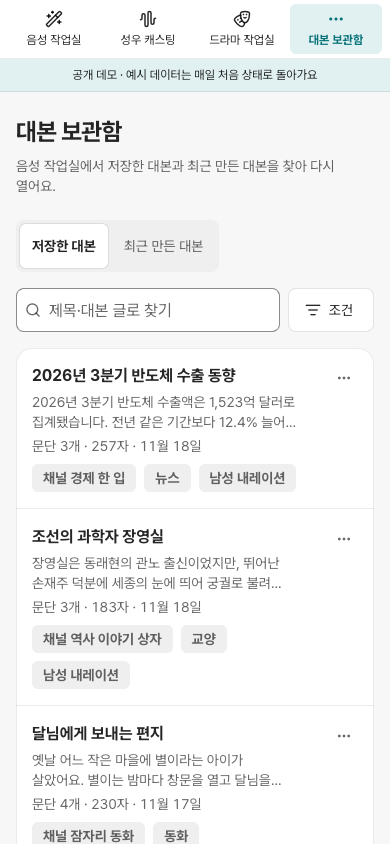 음성 작업실
성우 캐스팅
드라마 작업실
대본 보관함
공개 데모 · 예시 데이터는 매일 처음 상태로 돌아가요
대본 보관함
음성 작업실에서 저장한 대본과 최근 만든 대본을 찾아 다시
열어요.
저장한 대본
최근 만든 대본
제목·대본 글로 찾기
조건
2026년 3분기 반도체 수출 동향
2026년 3분기 반도체 수출액은 1,523억 달러로
집계됐습니다. 전년 같은 기간보다 12.4% 늘어...
문단 3개 · 257자 · 11월 18일
채널 경제 한 입
뉴스
남성 내레이션
조선의 과학자 장영실
장영실은 동래현의 관노 출신이었지만, 뛰어난
손재주 덕분에 세종의 눈에 띄어 궁궐로 불려...
문단 3개 · 183자 · 11월 18일
채널 역사 이야기 상자
교양
남성 내레이션
달님에게 보내는 편지
옛날 어느 작은 마을에 별이라는 아이가
살았어요. 별이는 밤마다 창문을 열고 달님을...
문단 4개 · 230자 · 11월 17일
채널 잠자리 동화
동화